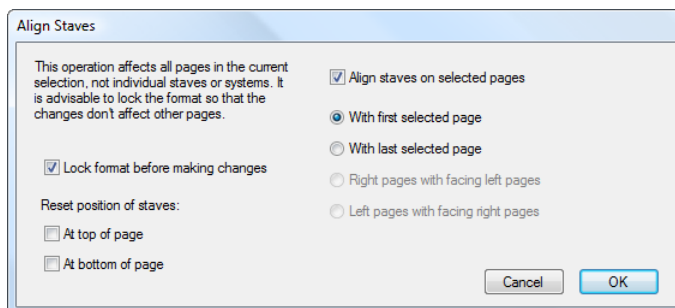 Align Staves
This operation affects all pages in the current
selection, not individual staves or systems. It
is advisable to lock the format so that the
changes don't affect other pages.
Lock format before making changes
Reset position of staves:
At top of page
At bottom of page
Align staves on selected pages
With first selected page
With last selected page
Right pages with facing left pages
Left pages with facing right pages
Cancel
OK